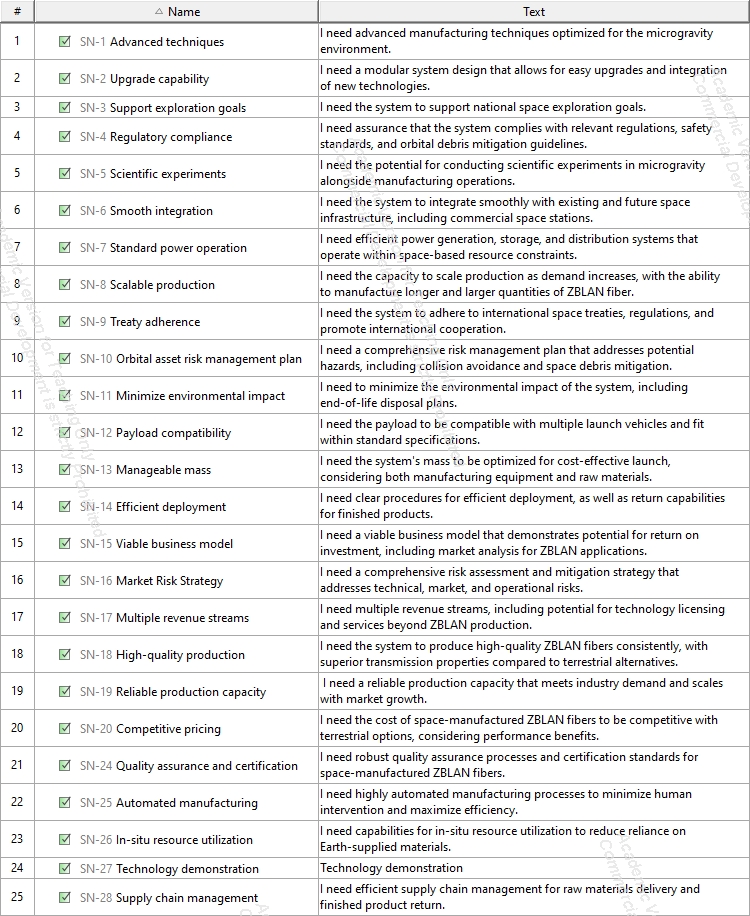 # Name Text
1 SN-1 Advanced techniques I need advanced manufacturing techniques optimized for the microgravity
environment.
2 SN-2 Upgrade capability I need a modular system design that allows for easy upgrades and integration
of new technologies.
3 SN-3 Support exploration goals I need the system to support national space exploration goals.
4 SN-4 Regulatory compliance I need assurance that the system complies with relevant regulations, safety
standards, and orbital debris mitigation guidelines.
5 SN-5 Scientific experiments I need the potential for conducting scientific experiments in microgravity
alongside manufacturing operations.
6 SN-6 Smooth integration I need the system to integrate smoothly with existing and future space
infrastructure, including commercial space stations.
7 SN-7 Standard power operation I need efficient power generation, storage, and distribution systems that
operate within space-based resource constraints.
8 SN-8 Scalable production I need the capacity to scale production as demand increases, with the ability
to manufacture longer and larger quantities of ZBLAN fiber.
9 SN-9 Treaty adherence I need the system to adhere to international space treaties, regulations, and
promote international cooperation.
10 SN-10 Orbital asset risk management plan I need a comprehensive risk management plan that addresses potential
hazards, including collision avoidance and space debris mitigation.
11 SN-11 Minimize environmental impact I need to minimize the environmental impact of the system, including
end-of-life disposal plans.
12 SN-12 Payload compatibility I need the payload to be compatible with multiple launch vehicles and fit
within standard specifications.
13 SN-13 Manageable mass I need the system's mass to be optimized for cost-effective launch,
considering both manufacturing equipment and raw materials.
14 SN-14 Efficient deployment I need clear procedures for efficient deployment, as well as return capabilities
for finished products.
15 SN-15 Viable business model I need a viable business model that demonstrates potential for return on
investment, including market analysis for ZBLAN applications.
16 SN-16 Market Risk Strategy I need a comprehensive risk assessment and mitigation strategy that
addresses technical, market, and operational risks.
17 SN-17 Multiple revenue streams I need multiple revenue streams, including potential for technology licensing
and services beyond ZBLAN production.
18 SN-18 High-quality production I need the system to produce high-quality ZBLAN fibers consistently, with
superior transmission properties compared to terrestrial alternatives.
19 SN-19 Reliable production capacity I need a reliable production capacity that meets industry demand and scales
with market growth.
20 SN-20 Competitive pricing I need the cost of space-manufactured ZBLAN fibers to be competitive with
terrestrial options, considering performance benefits.
21 SN-24 Quality assurance and certification I need robust quality assurance processes and certification standards for
space-manufactured ZBLAN fibers.
22 SN-25 Automated manufacturing I need highly automated manufacturing processes to minimize human
intervention and maximize efficiency.
23 SN-26 In-situ resource utilization I need capabilities for in-situ resource utilization to reduce reliance on
Earth-supplied materials.
24 SN-27 Technology demonstration Technology demonstration
25 SN-28 Supply chain management I need efficient supply chain management for raw materials delivery and
finished product return.